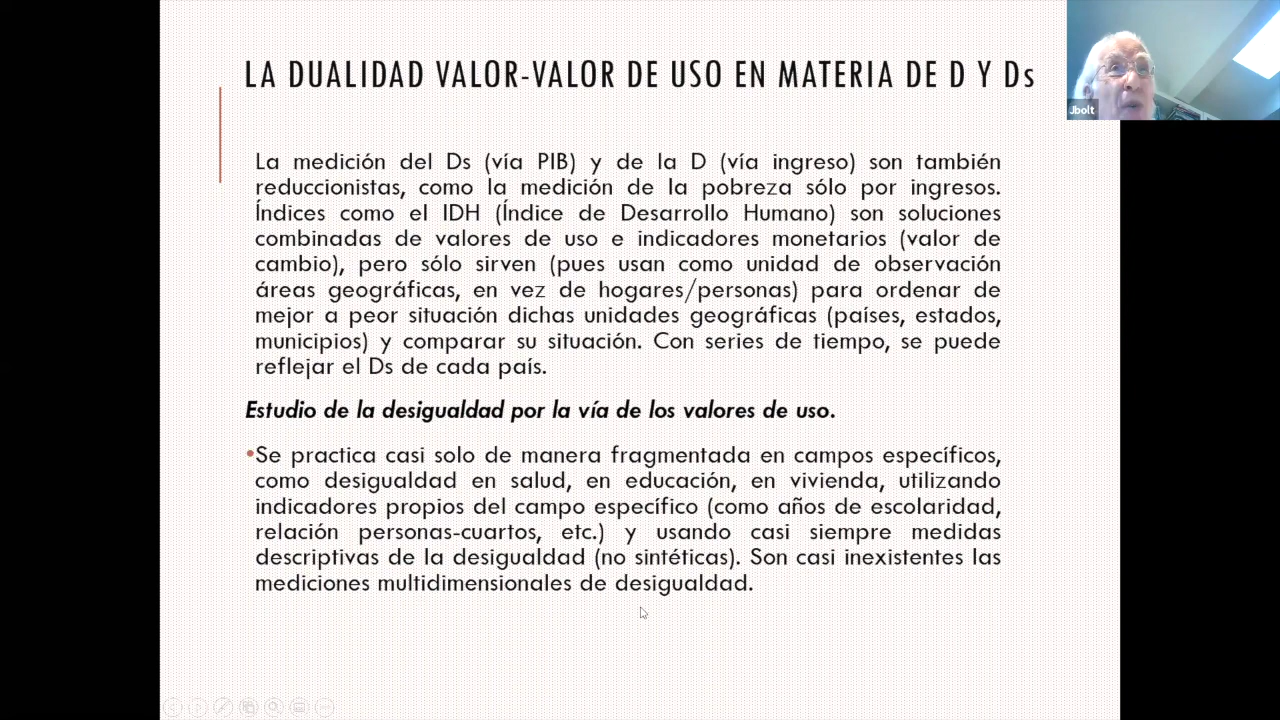 LA DUALIDAD VALOR-VALOR DE USO EN MATERIA DE D Y Ds
Jbolt
La medición del Ds (vía PIB) y de la D (vía ingreso) son también
reduccionistas, como la medición de la pobreza sólo por ingresos.
Índices como el IDH (Índice de Desarrollo Humano) son soluciones
combinadas de valores de uso e indicadores monetarios (valor de
cambio), pero sólo sirven (pues usan como unidad de observación
áreas geográficas, en vez de hogares/personas) para ordenar de
mejor a peor situación dichas unidades geográficas (países, estados,
municipios) y comparar su situación. Con series de tiempo, se puede
reflejar el Ds de cada país.
Estudio de la desigualdad por la vía de los valores de uso.
•Se practica casi solo de manera fragmentada en campos específicos,
como desigualdad en salud, en educación, en vivienda, utilizando
indicadores propios del campo específico (como años de escolaridad,
relación personas-cuartos, etc.) y usando casi siempre medidas
descriptivas de la desigualdad (no sintéticas). Son casi inexistentes las
mediciones multidimensionales de desigualdad.